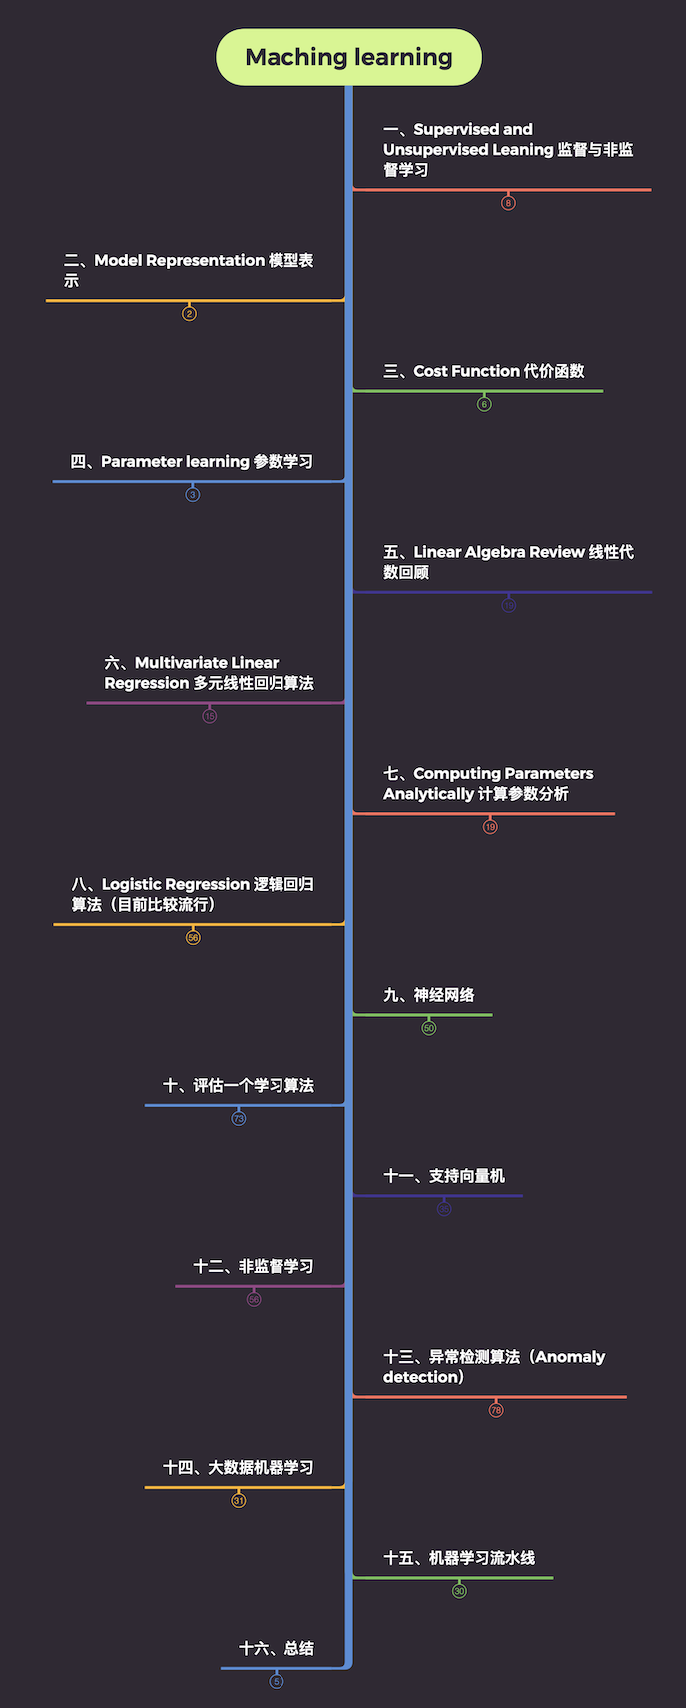 Maching learning
一、Supervised and
Unsupervised Leaning 监督与非监
督学习
8
二、Model Representation 模型表
示
2
三、Cost Function 代价函数
6
四、Parameter learning 参数学习
3
五、Linear Algebra Review 线性代
数回顾
六、Multivariate Linear
Regression 多元线性回归算法
15
七、Computing Parameters
Analytically 计算参数分析
19
八、Logistic Regression 逻辑回归
算法（目前比较流行）
56
九、神经网络
50
十、评估一个学习算法
73
十一、支持向量机
35
十二、非监督学习
56
十三、异常检测算法（Anomaly
detection）
78
十四、大数据机器学习
31
十五、机器学习流水线
30
十六、总结
5